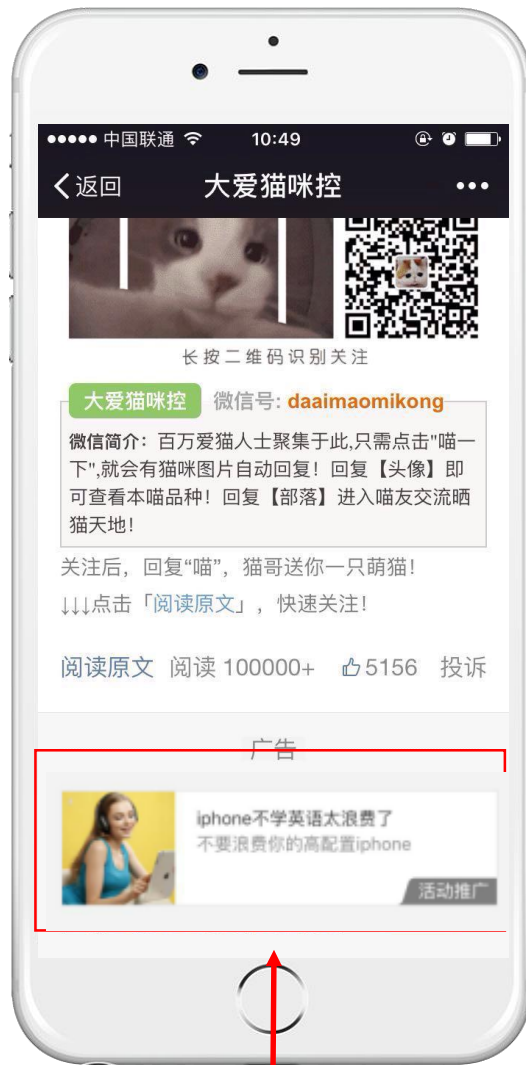 中国联通 10:49
返回 大爱猫咪控
长按二维码识别关注
大爱猫咪控 微信号: daaimaomikong
微信简介：百万爱猫人士聚集于此,只需点击"喵一
下",就会有猫咪图片自动回复！回复【头像】即
可查看本喵品种！回复【部落】进入喵友交流晒
猫天地！
关注后，回复“喵”，猫哥送你一只萌猫！
↓↓↓点击「阅读原文」，快速关注！
阅读原文 阅读 100000+ 5156 投诉
广告
iphone不学英语太浪费了
不要浪费你的高配置iphone
活动推广